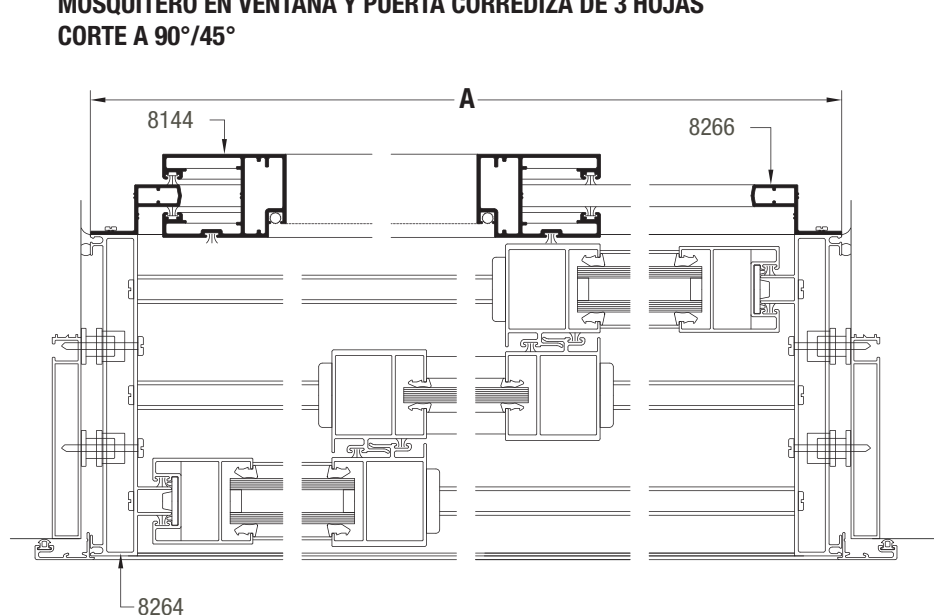 MOSQUITERO EN VENTANA Y PUERTA CORREDIZA DE 3 HOJAS
CORTE A 90°/45°
A
8144
8266
8264